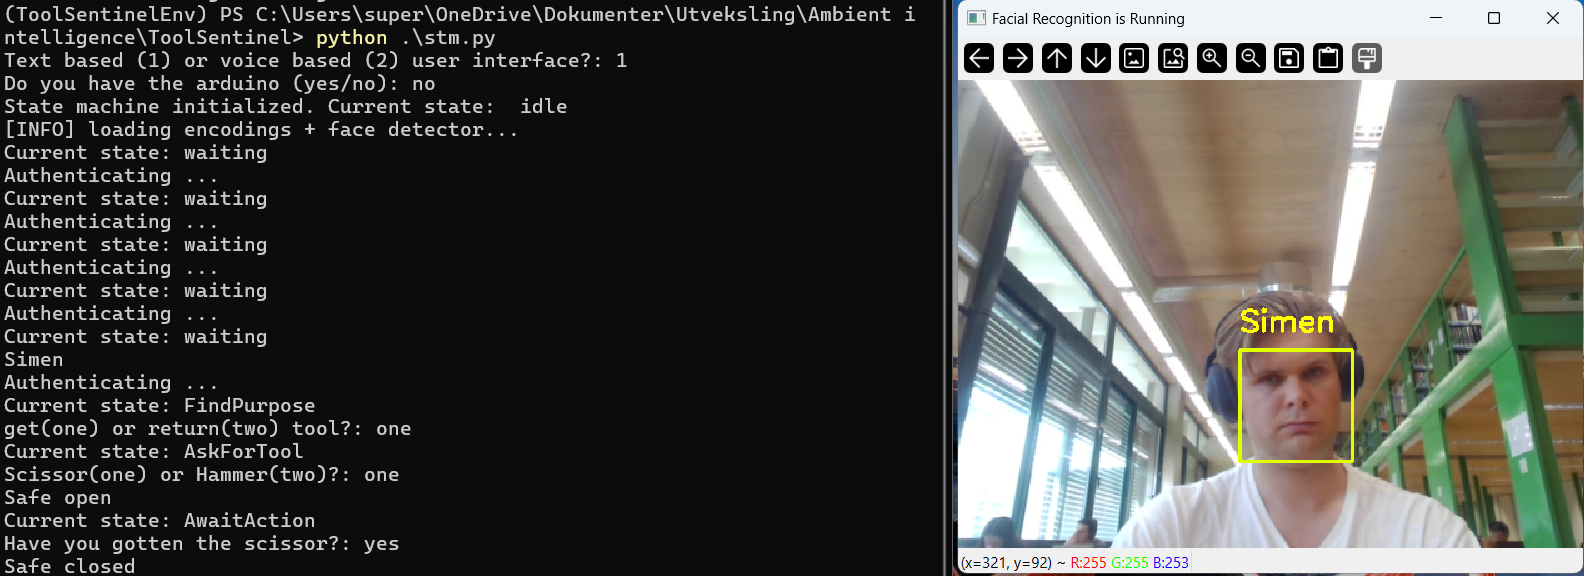 (ToolSentinelEnv) PS C:\Users\super\OneDrive\Dokumenter\Utveksling\Ambient i
ntelligence\ToolSentinel> python .\stm.py
Text based (1) or voice based (2) user interface?: 1
Do you have the arduino (yes/no): no
State machine initialized. Current state:  idle
[INFO] loading encodings + face detector...
Current state: waiting
Authenticating ...
Current state: waiting
Authenticating ...
Current state: waiting
Authenticating ...
Current state: waiting
Authenticating ...
Current state: waiting
Simen
Authenticating ...
Current state: FindPurpose
get(one) or return(two) tool?: one
Current state: AskForTool
Scissor(one) or Hammer(two)?: one
Safe open
Current state: AwaitAction
Have you gotten the scissor?: yes
Safe closed
Facial Recognition is Running
Simen
(x=321, y=92) ~ R:255 G:255 B:253